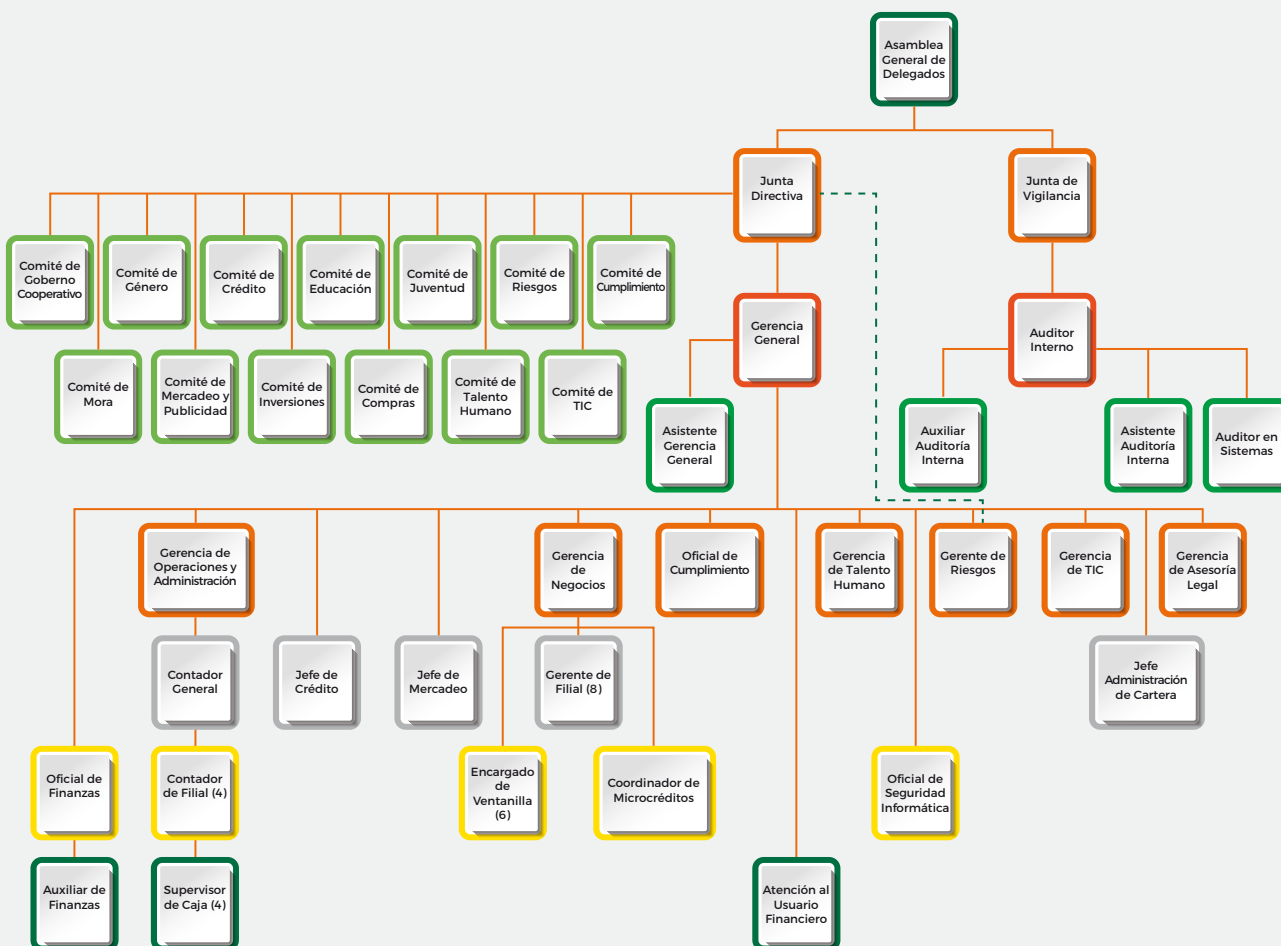 Asamblea
General de
Delegados
Junta
Directiva
Junta de
Vigilancia
Comité de
Goberno
Cooperativo
Comité de
Género
Comité de
Crédito
Comité de
Educación
Comité de
Juventud
Comité de
Riesgos
Comité de
Cumplimiento
Gerencia
General
Auditor
Interno
Comité de
Mora
Comité de
Mercadeo y
Publicidad
Comité de
Inversiones
Comité de
Compras
Comité de
Talento
Humano
Comité de
TIC
Asistente
Gerencia
General
Auxiliar
Auditoría
Interna
Asistente
Auditoría
Interna
Auditor en
Sistemas
Gerencia de
Operaciones y
Administración
Gerencia
de
Negocios
Oficial de
Cumplimiento
Gerencia
de Talento
Humano
Gerente de
Riesgos
Gerencia
de TIC
Gerencia
de Asesoría
Legal
Contador
General
Jefe de
Crédito
Jefe de
Mercadeo
Gerente de
Filial (8)
Jefe
Administración
de Cartera
Oficial de
Finanzas
Contador
de Filial (4)
Encargado
de
Ventanilla
(6)
Coordinador de
Microcréditos
Oficial de
Seguridad
Informática
Auxiliar de
Finanzas
Supervisor
de Caja (4)
Atención al
Usuario
Financiero